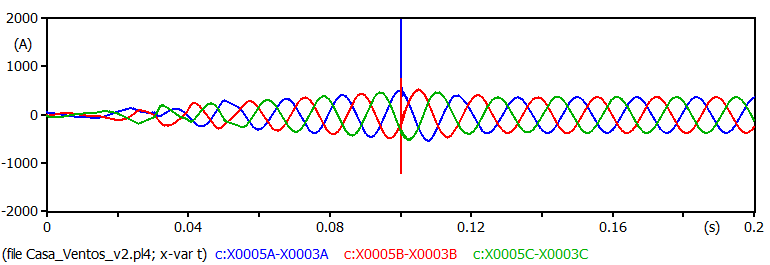 2000
(A)
1000
0
-1000
-2000
0 0.04 0.08 0.12 0.16 (s) 0.2
(file Casa_Ventos_v2.pl4; x-var t) c:X0005A-X0003A c:X0005B-X0003B c:X0005C-X0003C